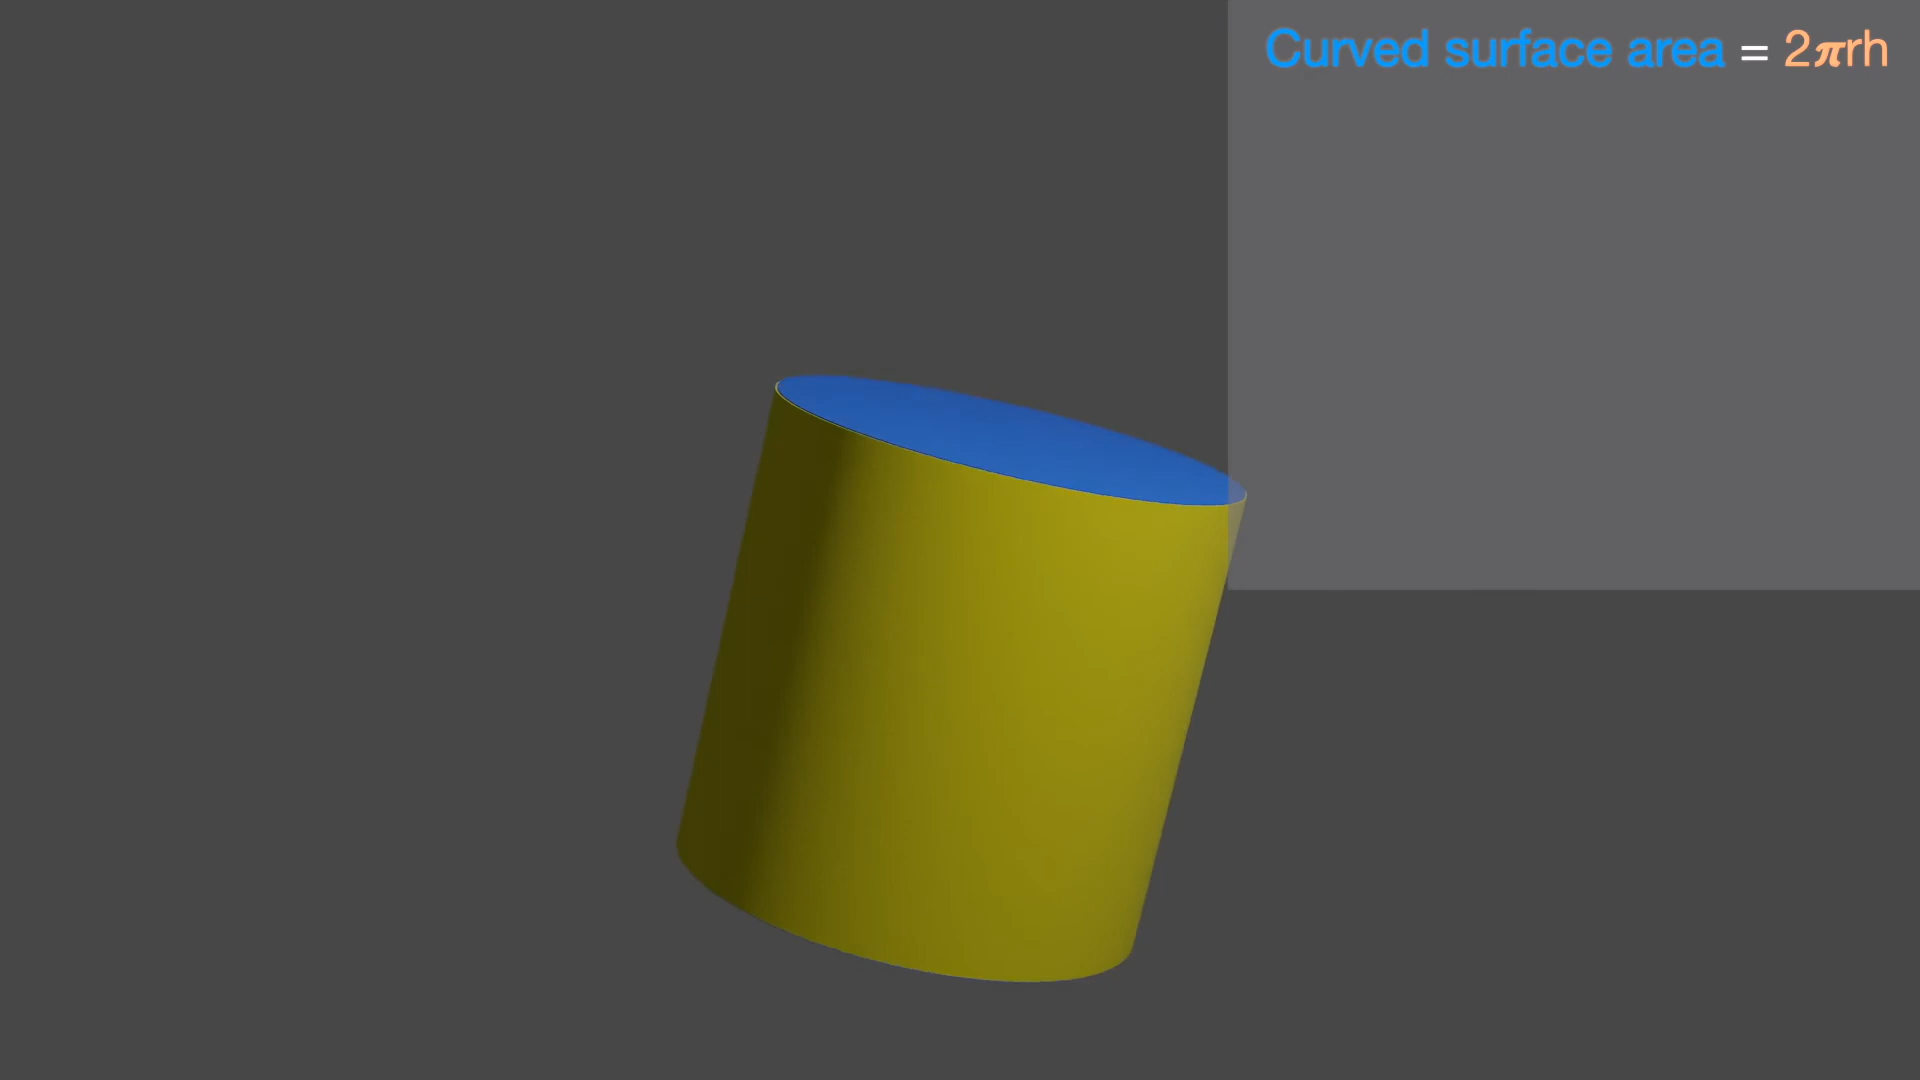 Curved surface area = 2πrh